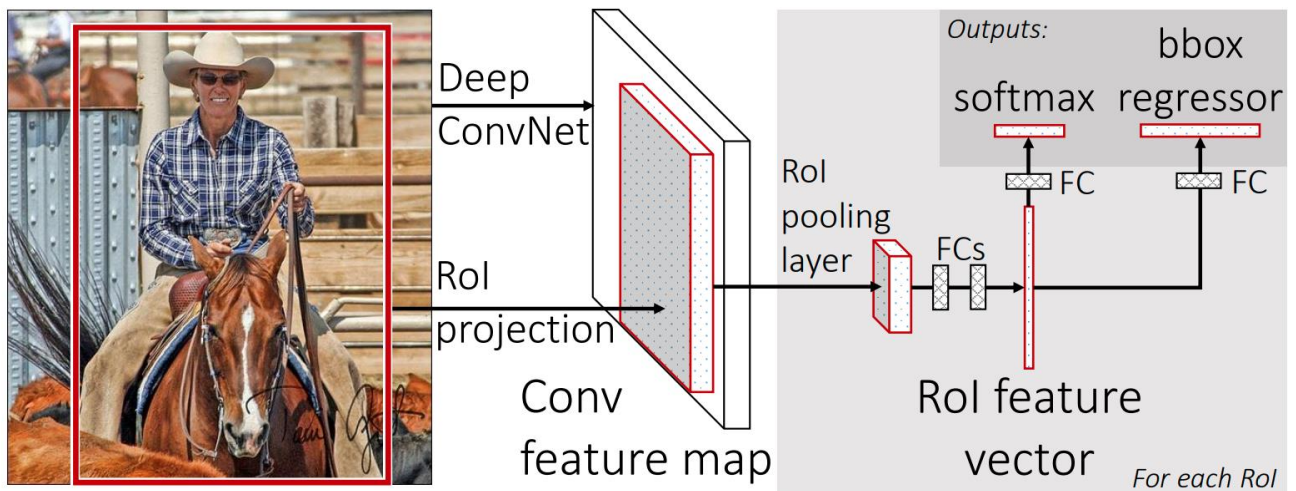 Deep
ConvNet
RoI
projection
Conv
feature map
RoI
pooling
layer
FCs
RoI feature
vector
Outputs:
softmax
bbox
regressor
FC
FC
For each RoI